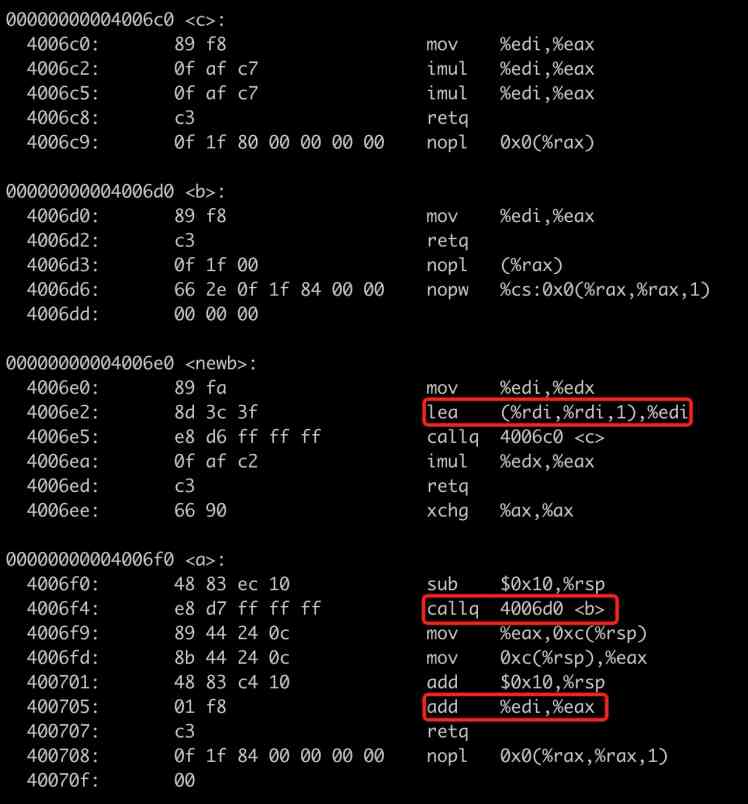 00000000004006c0 <c>:
4006c0: 89 f8 mov %edi,%eax
4006c2: 0f af c7 imul %edi,%eax
4006c5: 0f af c7 imul %edi,%eax
4006c8: c3 retq
4006c9: 0f 1f 80 00 00 00 00 nopl 0x0(%rax)
00000000004006d0 <b>:
4006d0: 89 f8 mov %edi,%eax
4006d2: c3 retq
4006d3: 0f 1f 00 nopl (%rax)
4006d6: 66 2e 0f 1f 84 00 00 nopw %cs:0x0(%rax,%rax,1)
4006dd: 00 00 00
00000000004006e0 <newb>:
4006e0: 89 fa mov %edi,%edx
4006e2: 8d 3c 3f lea (%rdi,%rdi,1),%edi
4006e5: e8 d6 ff ff ff callq 4006c0 <c>
4006ea: 0f af c2 imul %edx,%eax
4006ed: c3 retq
4006ee: 66 90 xchg %ax,%ax
00000000004006f0 <a>:
4006f0: 48 83 ec 10 sub $0x10,%rsp
4006f4: e8 d7 ff ff ff callq 4006d0 <b>
4006f9: 89 44 24 0c mov %eax,0xc(%rsp)
4006fd: 8b 44 24 0c mov 0xc(%rsp),%eax
400701: 48 83 c4 10 add $0x10,%rsp
400705: 01 f8 add %edi,%eax
400707: c3 retq
400708: 0f 1f 84 00 00 00 00 nopl 0x0(%rax,%rax,1)
40070f: 00